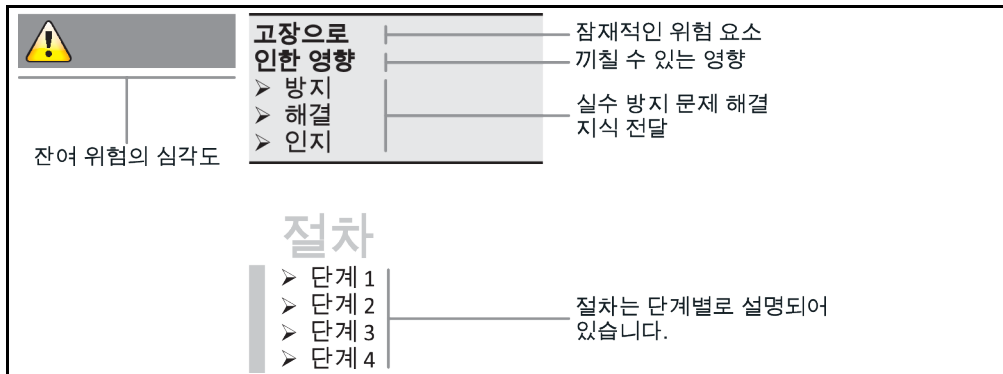 고장으로
인한 영향
➢ 방지
➢ 해결
➢ 인지
잠재적인 위험 요소
끼칠 수 있는 영향
실수 방지 문제 해결
지식 전달
잔여 위험의 심각도
절차
➢ 단계 1
➢ 단계 2
➢ 단계 3
➢ 단계 4
절차는 단계별로 설명되어
있습니다.